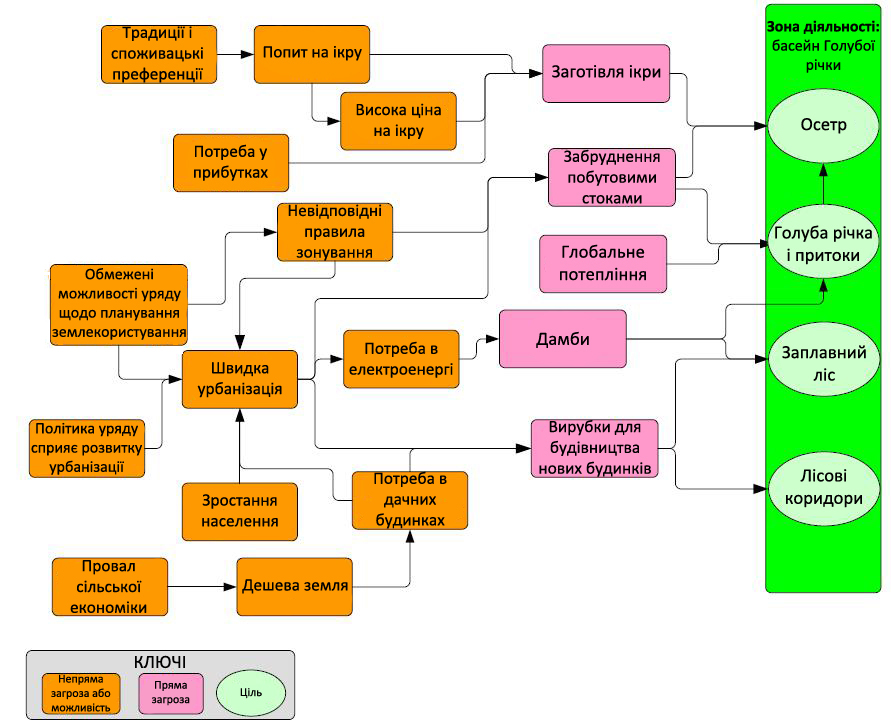 Традиції і
споживацькі
преференції
Попит на ікру
Висока ціна
на ікру
Потреба у
прибутках
Заготівля ікри
Зона діяльності:
басейн Голубої
річки
Осетр
Забруднення
побутовими
стоками
Невідповідні
правила
зонування
Голуба річка
і притоки
Глобальне
потепління
Обмежені
можливості уряду
щодо планування
землекористування
Дамби
Потреба в
електроенергі
Швидка
урбанізація
Заплавний
ліс
Політика уряду
сприяє розвитку
урбанізації
Вирубки для
будівництва
нових будинків
Зростання
населення
Потреба в
дачних
будинках
Лісові
коридори
Провал
сільської
економіки
Дешева земля
КЛЮЧІ
Непряма
загроза або
можливість
Пряма
загроза
Ціль